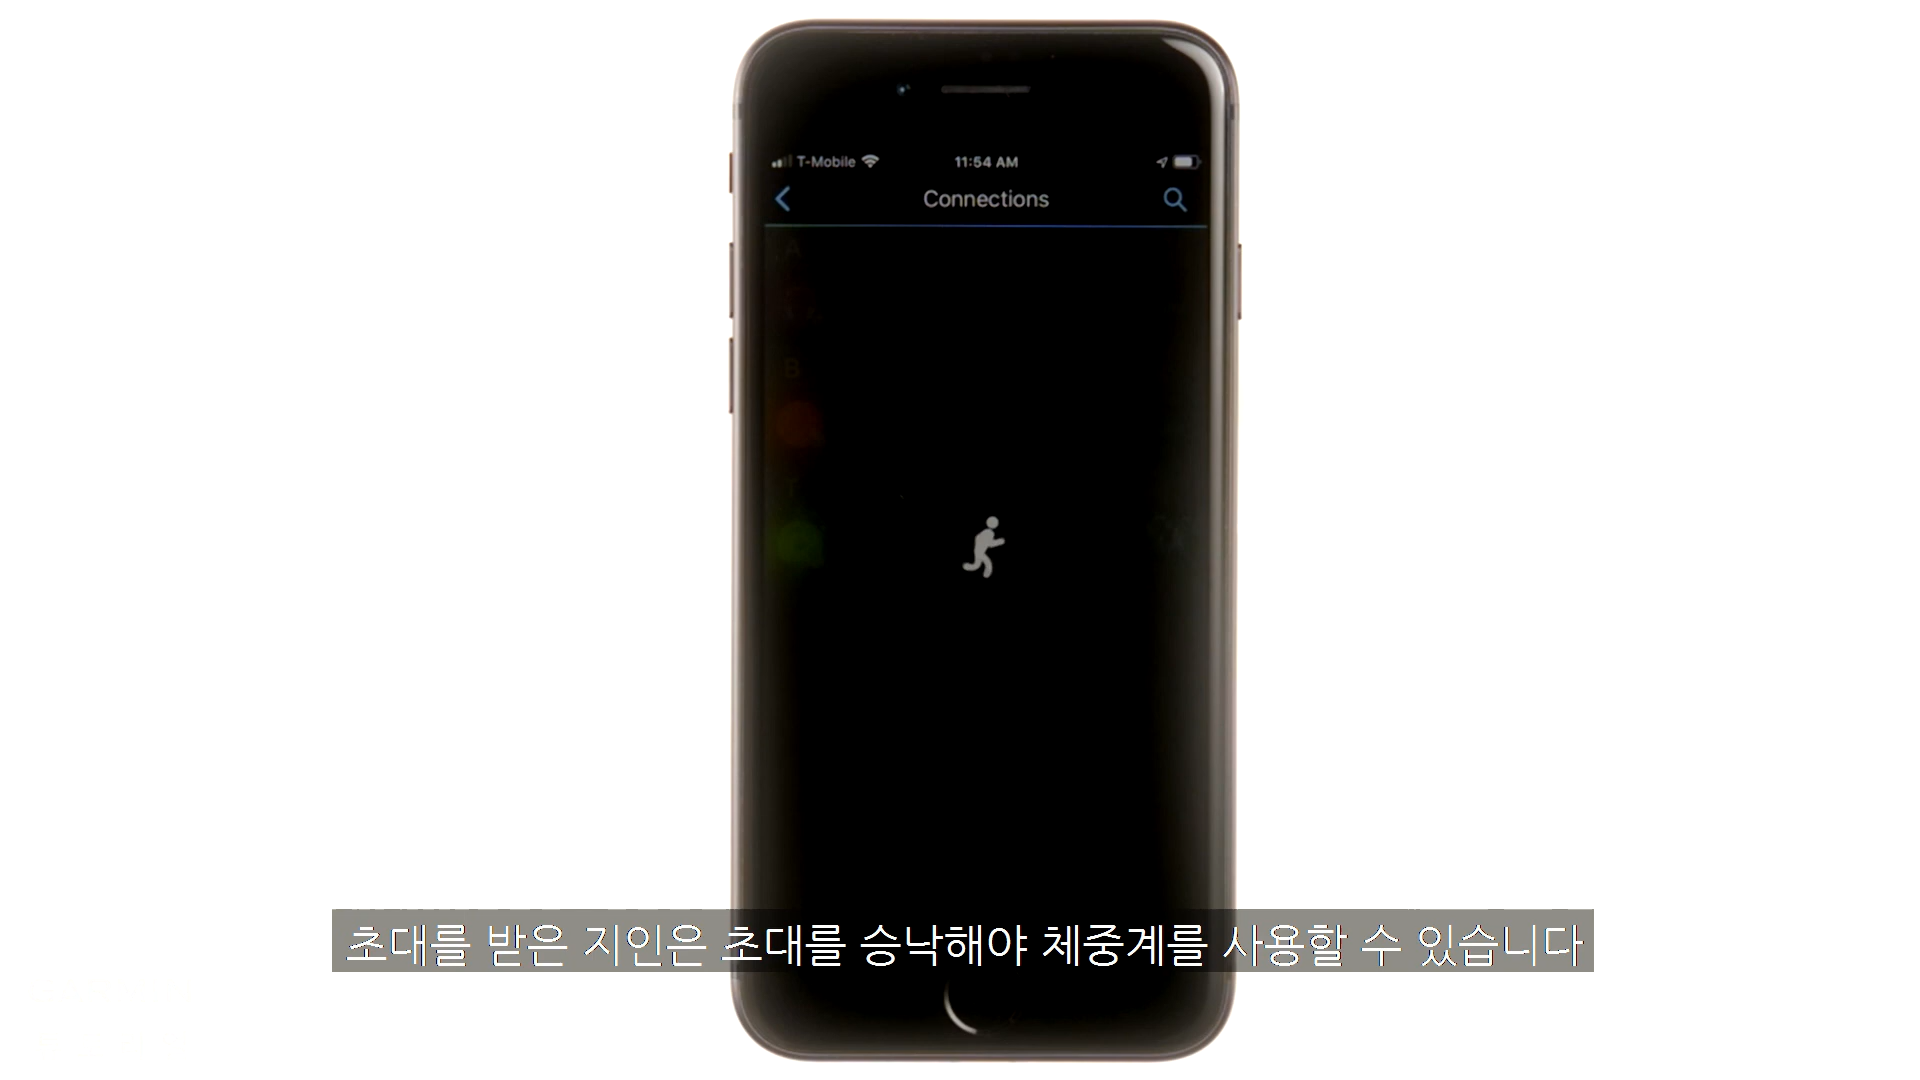 T-Mobile
11:54 AM
Connections
A
B
초대를 받은 지인은 초대를 승낙해야 체중계를 사용할 수 있습니다